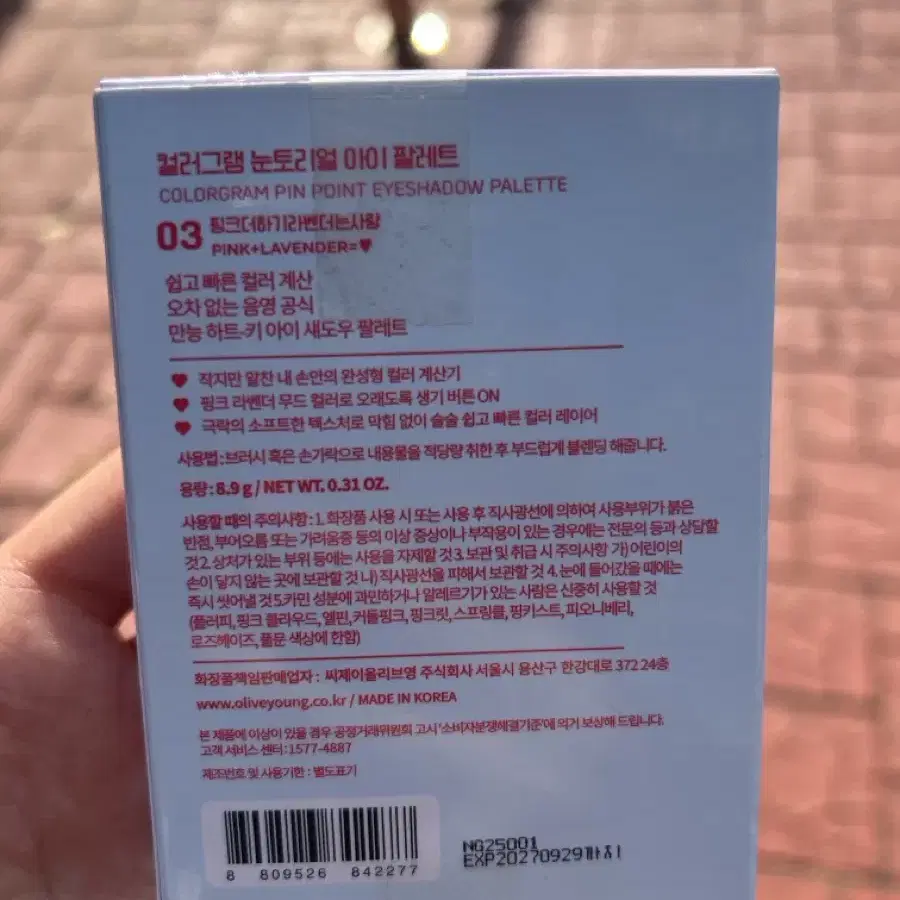 컬러그램 눈토리얼 아이 팔레트
COLORGRAM PIN POINT EYESHADOW PALETTE
03 핑크더하기라벤더는사랑
PINK+LAVENDER=♥
쉽고 빠른 컬러 계산
오차 없는 음영 공식
만능 하트-키 아이 섀도우 팔레트
♥ 작지만 알찬 내 손안의 완성형 컬러 계산기
♥ 핑크 라벤더 무드 컬러로 오래도록 생기 버튼 ON
♥ 극락의 소프트한 텍스처로 막힘 없이 술술 쉽고 빠른 컬러 레이어
사용법 : 브러시 혹은 손가락으로 내용물을 적당량 취한 후 부드럽게 블렌딩 해줍니다.
용량 : 8.9 g / NET WT. 0.31 OZ.
사용할 때의 주의사항 : 1. 화장품 사용 시 또는 사용 후 직사광선에 의하여 사용부위가 붉은
반점, 부어오름 또는 가려움증 등의 이상 증상이나 부작용이 있는 경우에는 전문의 등과 상담할
것 2. 상처가 있는 부위 등에는 사용을 자제할 것 3. 보관 및 취급 시 주의사항 가) 어린이의
손이 닿지 않는 곳에 보관할 것 나) 직사광선을 피해서 보관할 것 4. 눈에 들어갔을 때에는
즉시 씻어낼 것 5.카민 성분에 과민하거나 알레르기가 있는 사람은 신중히 사용할 것
(플러피, 핑크 클라우드, 엘핀, 커들핑크, 핑크릿, 스프링클, 핑카스트, 피오니베리,
로즈헤이즈, 풀문 색상에 한함)
화장품책임판매업자 : 씨제이올리브영 주식회사 서울시 용산구 한강대로 372 24층
www.oliveyoung.co.kr / MADE IN KOREA
본 제품에 이상이 있을 경우 공정거래위원회 고시 '소비자분쟁해결기준'에 의거 보상해 드립니다.
고객 서비스 센터 : 1577-4887
제조번호 및 사용기한 : 별도표기
8 809526 842277
NG25001
EXP20270929까지